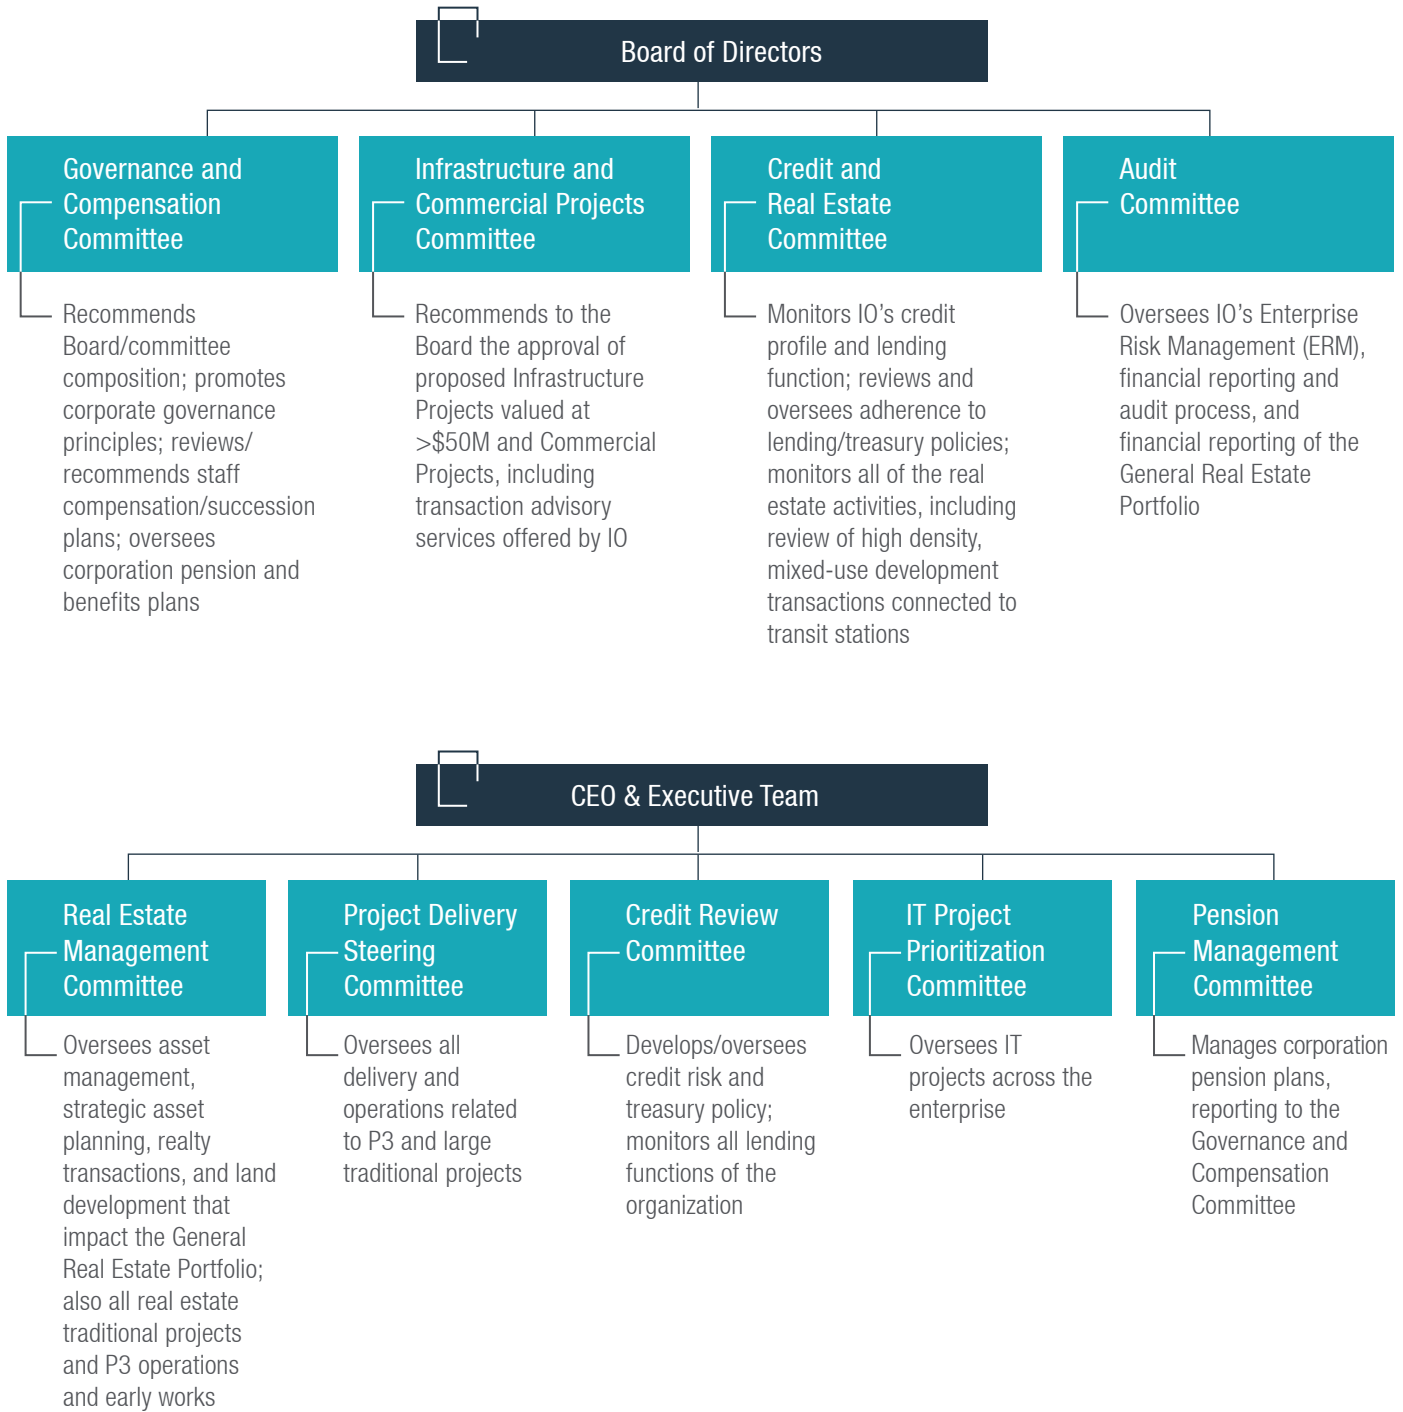 Board of Directors
Governance and
Compensation
Committee
Recommends
Board/committee
composition; promotes
corporate governance
principles; reviews/
recommends staff
compensation/succession
plans; oversees
corporation pension and
benefits plans
Infrastructure and
Commercial Projects
Committee
Recommends to the
Board the approval of
proposed Infrastructure
Projects valued at
>$50M and Commercial
Projects, including
transaction advisory
services offered by IO
Credit and
Real Estate
Committee
Monitors IO’s credit
profile and lending
function; reviews and
oversees adherence to
lending/treasury policies;
monitors all of the real
estate activities, including
review of high density,
mixed-use development
transactions connected to
transit stations
Audit
Committee
Oversees IO’s Enterprise
Risk Management (ERM),
financial reporting and
audit process, and
financial reporting of the
General Real Estate
Portfolio
CEO & Executive Team
Real Estate
Management
Committee
Oversees asset
management,
strategic asset
planning, realty
transactions, and land
development that
impact the General
Real Estate Portfolio;
also all real estate
traditional projects
and P3 operations
and early works
Project Delivery
Steering
Committee
Oversees all
delivery and
operations related
to P3 and large
traditional projects
Credit Review
Committee
Develops/oversees
credit risk and
treasury policy;
monitors all lending
functions of the
organization
IT Project
Prioritization
Committee
Oversees IT
projects across the
enterprise
Pension
Management
Committee
Manages corporation
pension plans,
reporting to the
Governance and
Compensation
Committee